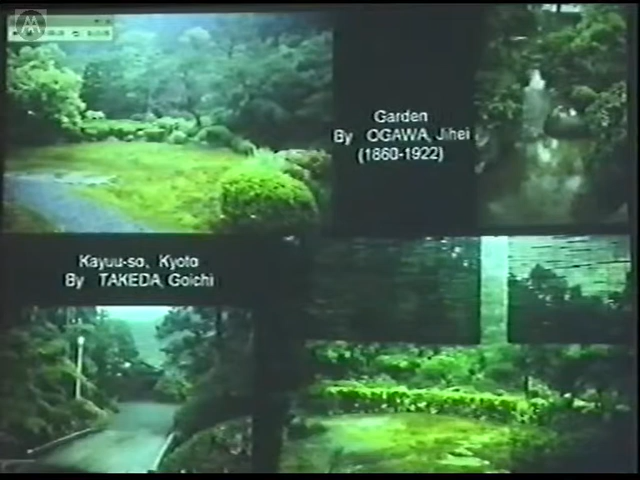 Garden
By OGAWA, Jihei
(1860-1922)
Kayuu-so, Kyoto
By TAKEDA, Goichi